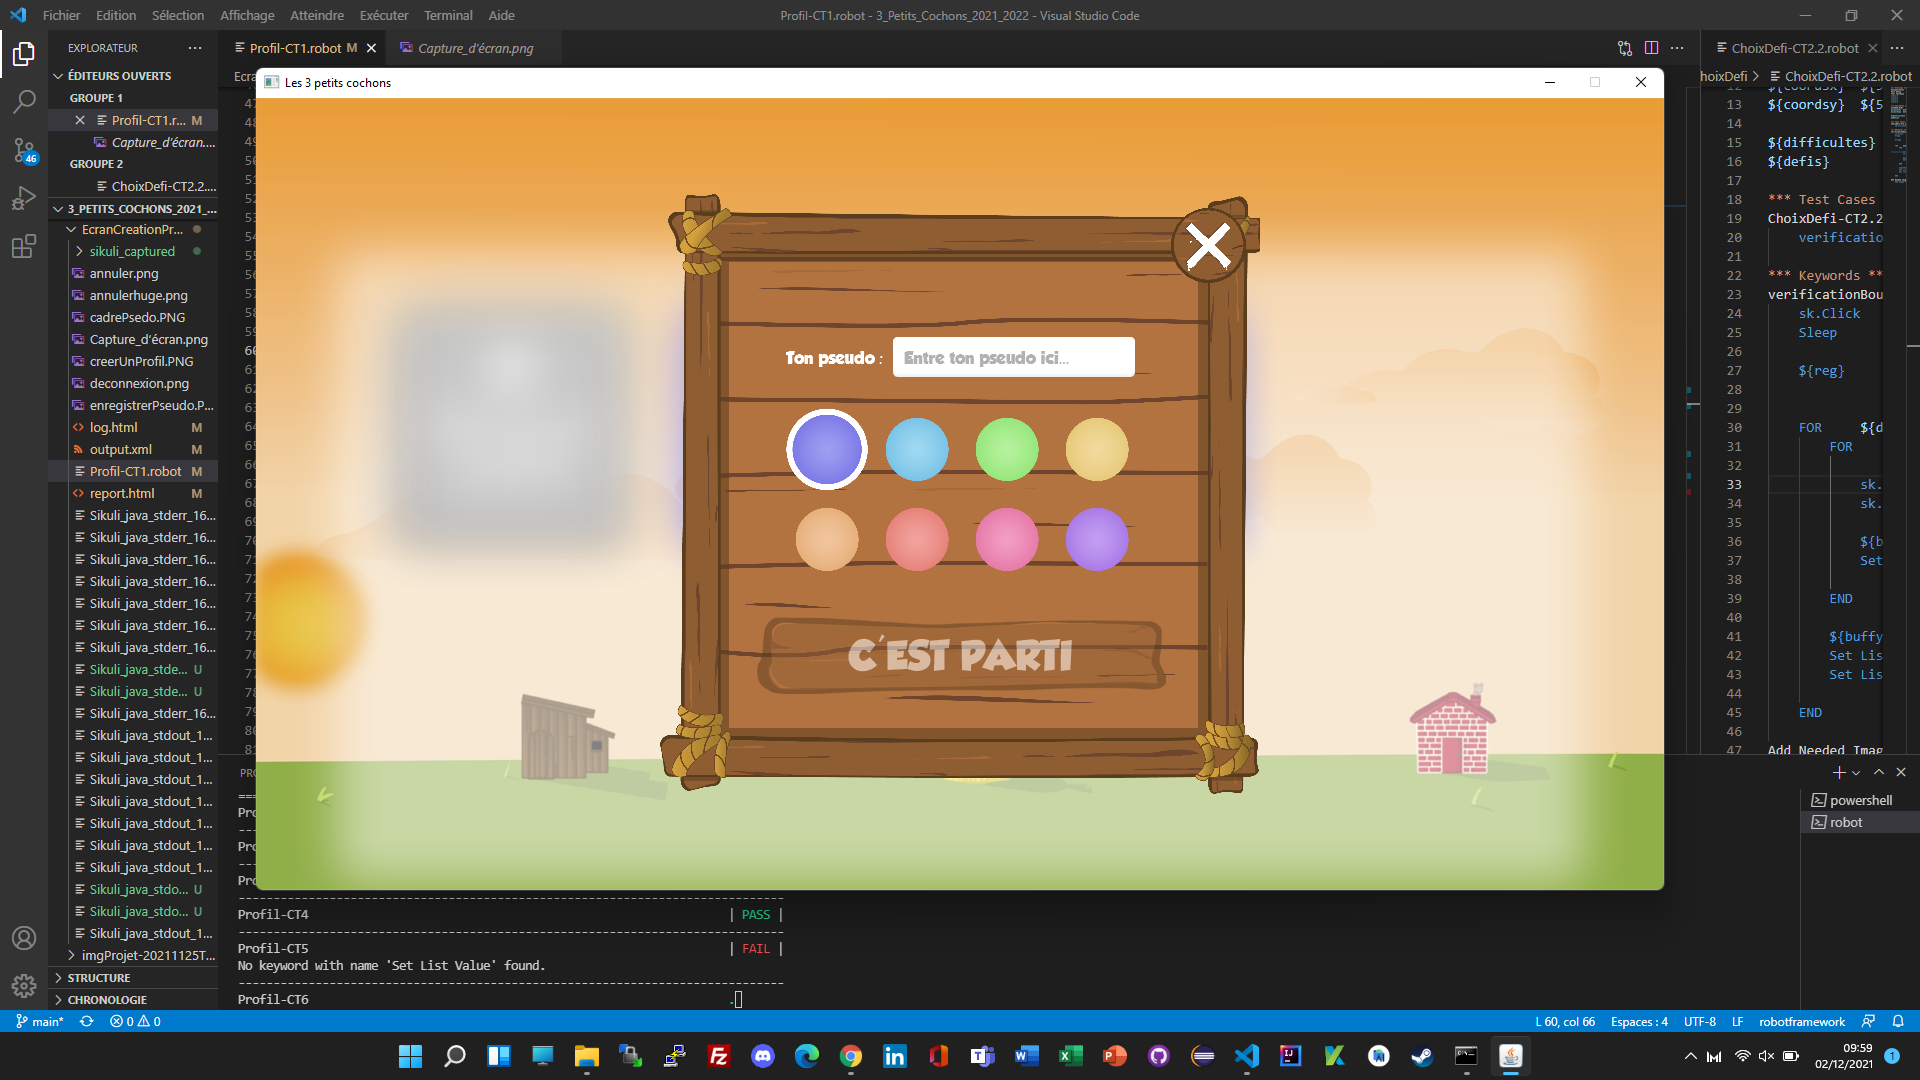 Fichier Edition Sélection Affichage Atteindre Exécuter Terminal Aide
Profil-CT1.robot - 3_Petits_Cochons_2021_2022 - Visual Studio Code
EXPLORATEUR
Profil-CT1.robot M
Capture_d'écran.png
ChoixDefi-CT2.2.robot
ÉDITEURS OUVERTS
GROUPE 1
Profil-CT1.r... M
Capture_d'écran....
GROUPE 2
ChoixDefi-CT2.2....
3_PETITS_COCHONS_2021_...
EcranCreationPr...
sikuli_captured
annuler.png
annulerhuge.png
cadrePsedo.PNG
Capture_d'écran.png
creerUnProfil.PNG
deconnexion.png
enregistrerPseudo.P...
log.html M
output.xml M
Profil-CT1.robot M
report.html M
Sikuli_java_stderr_16...
Sikuli_java_stderr_16...
Sikuli_java_stderr_16...
Sikuli_java_stderr_16...
Sikuli_java_stderr_16...
Sikuli_java_stderr_16...
Sikuli_java_stderr_16...
Sikuli_java_stde... U
Sikuli_java_stde... U
Sikuli_java_stderr_16...
Sikuli_java_stdout_1...
Sikuli_java_stdout_1...
Sikuli_java_stdout_1...
Sikuli_java_stdout_1...
Sikuli_java_stdout_1...
Sikuli_java_stdout_1...
Sikuli_java_stdout_1...
Sikuli_java_stdo... U
Sikuli_java_stdo... U
Sikuli_java_stdout_1...
imgProjet-20211125T...
STRUCTURE
CHRONOLOGIE
46
Les 3 petits cochons
Ton pseudo :
Entre ton pseudo ici...
C'EST PARTI
hoixDefi > ChoixDefi-CT2.2.robot
13 ${coordsy} ${5
14
15 ${difficultes}
16 ${defis}
17
18 *** Test Cases
19 ChoixDefi-CT2.2
20 verificatio
21
22 *** Keywords **
23 verificationBou
24 sk.Click
25 Sleep
26
27 ${reg}
28
29
30 FOR ${d
31 FOR
32
33 sk.
34 sk.
35
36 ${b
37 Set
38
39 END
40
41 ${buffy
42 Set Lis
43 Set Lis
44
45 END
46
47 Add Needed Imag
powershell
robot
Profil-CT4 | PASS |
Profil-CT5 | FAIL |
No keyword with name 'Set List Value' found.
Profil-CT6 .
main* 0 0
L 60, col 66 Espaces : 4 UTF-8 LF robotframework
09:59
02/12/2021
1